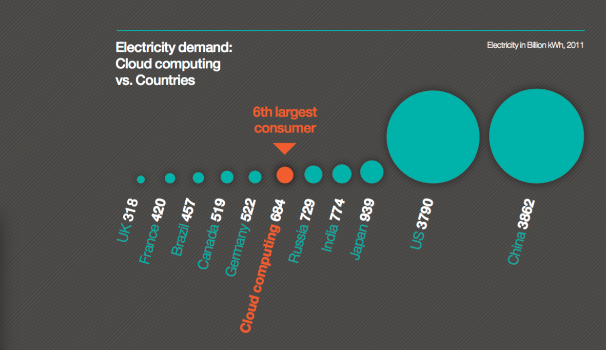 Electricity demand:
Cloud computing
vs. Countries
Electricity in Billion kWh, 2011
6th largest
consumer
UK 318
France 420
Brazil 457
Canada 519
Germany 522
Cloud computing 684
Russia 729
India 774
Japan 939
US 3790
China 3862